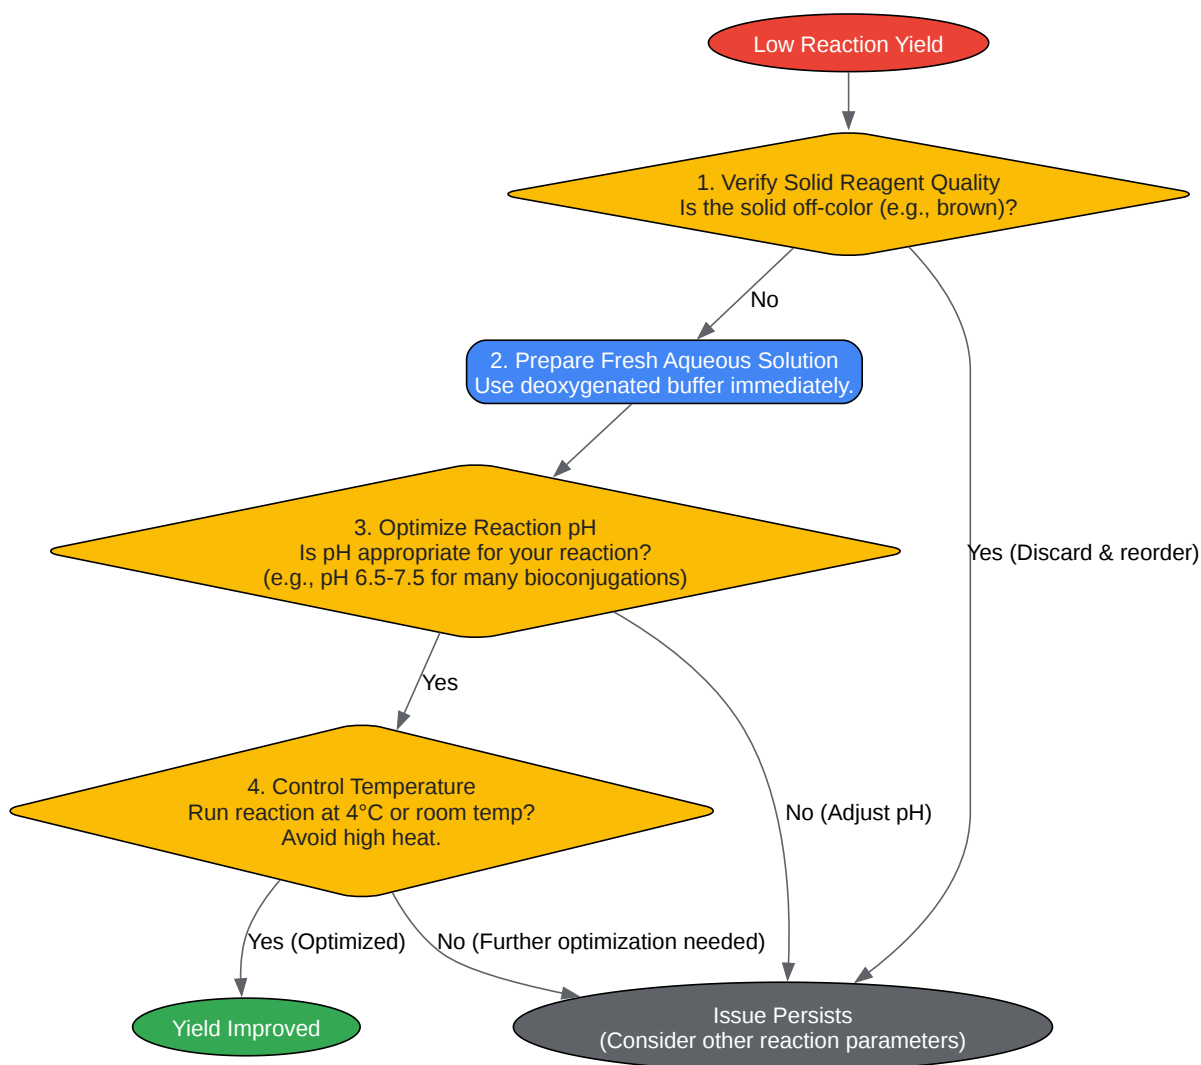 Low Reaction Yield
1. Verify Solid Reagent Quality
Is the solid off-color (e.g., brown)?
No
2. Prepare Fresh Aqueous Solution
Use deoxygenated buffer immediately.
3. Optimize Reaction pH
Is pH appropriate for your reaction?
(e.g., pH 6.5-7.5 for many bioconjugations)
Yes (Discard & reorder)
Yes
4. Control Temperature
Run reaction at 4°C or room temp?
Avoid high heat.
No (Adjust pH)
Yes (Optimized)
No (Further optimization needed)
Yield Improved
Issue Persists
(Consider other reaction parameters)